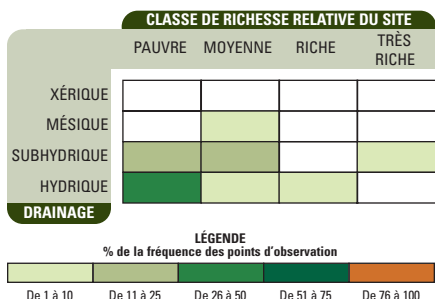 CLASSE DE RICHESSE RELATIVE DU SITE
PAUVRE MOYENNE RICHE TRÈS RICHE
XÉRIQUE
MÉSIQUE
SUBHYDRIQUE
HYDRIQUE
DRAINAGE
LÉGENDE
% de la fréquence des points d'observation
De 1 à 10 De 11 à 25 De 26 à 50 De 51 à 75 De 76 à 100